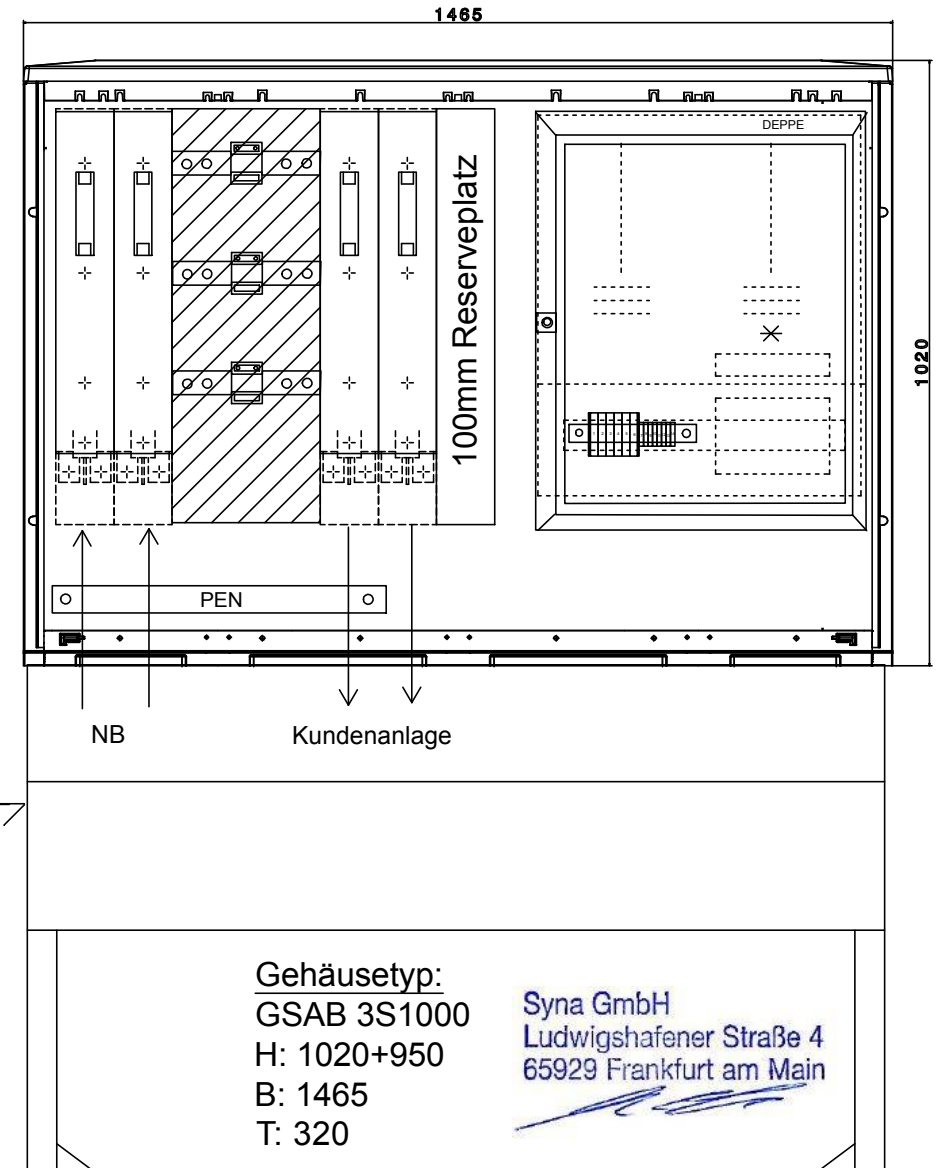 1465
DEPPE
100mm Reserveplatz
1020
PEN
NB
Kundenanlage
Gehäusetyp:
GSAB 3S1000
H: 1020+950
B: 1465
T: 320
Syna GmbH
Ludwigshafener Straße 4
65929 Frankfurt am Main